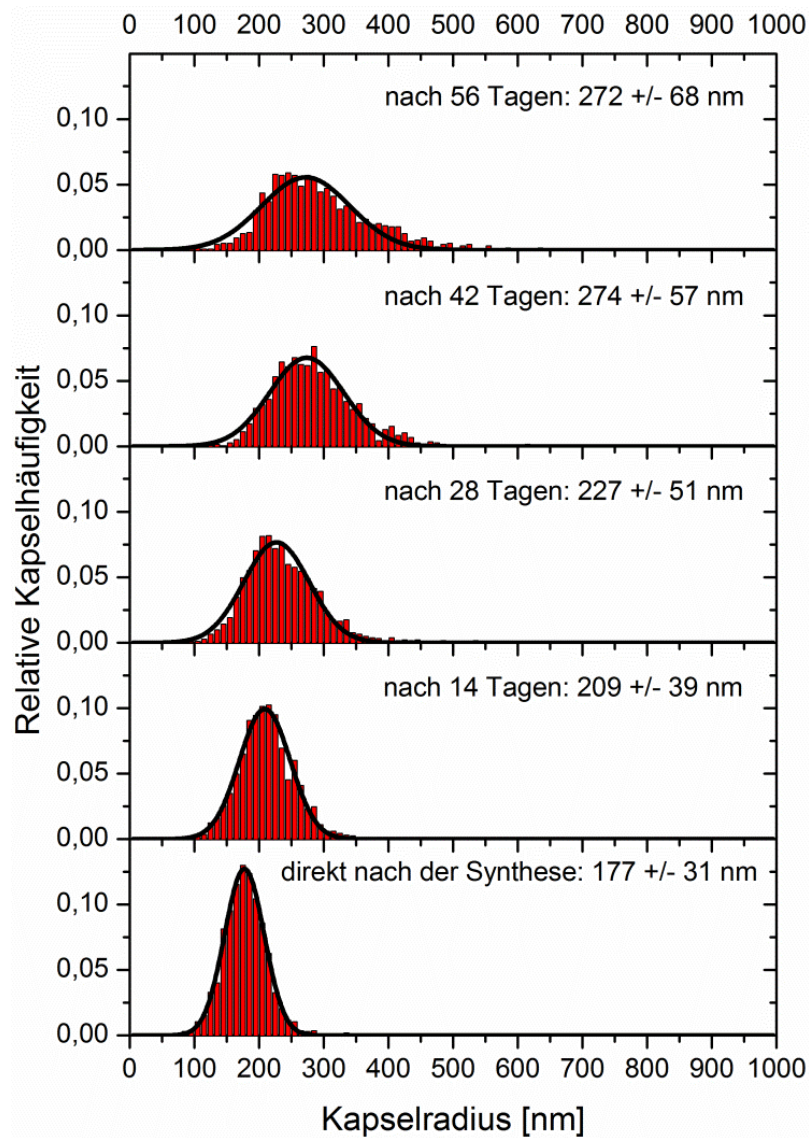 0 100 200 300 400 500 600 700 800 900 1000
nach 56 Tagen: 272 +/- 68 nm
0,10
0,05
0,00
nach 42 Tagen: 274 +/- 57 nm
0,10
0,05
0,00
nach 28 Tagen: 227 +/- 51 nm
0,10
0,05
0,00
nach 14 Tagen: 209 +/- 39 nm
0,10
0,05
0,00
direkt nach der Synthese: 177 +/- 31 nm
0,10
0,05
0,00
Relative Kapselhäufigkeit
0 100 200 300 400 500 600 700 800 900 1000
Kapselradius [nm]